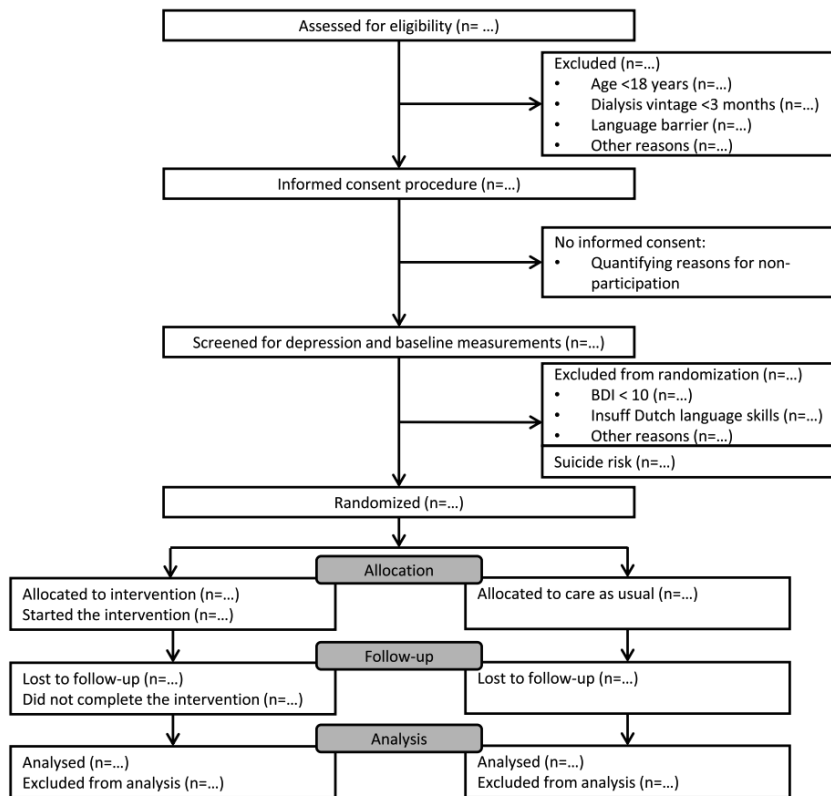 Assessed for eligibility (n= ...)
Excluded (n=...)
• Age <18 years (n=...)
• Dialysis vintage <3 months (n=...)
• Language barrier (n=...)
• Other reasons (n=...)
Informed consent procedure (n=...)
No informed consent:
• Quantifying reasons for non-
participation
Screened for depression and baseline measurements (n=...)
Excluded from randomization (n=...)
• BDI < 10 (n=...)
• Insuff Dutch language skills (n=...)
• Other reasons (n=...)
Suicide risk (n=...)
Randomized (n=...)
Allocation
Allocated to intervention (n=...)
Started the intervention (n=...)
Allocated to care as usual (n=...)
Follow-up
Lost to follow-up (n=...)
Did not complete the intervention (n=...)
Lost to follow-up (n=...)
Analysis
Analysed (n=...)
Excluded from analysis (n=...)
Analysed (n=...)
Excluded from analysis (n=...)